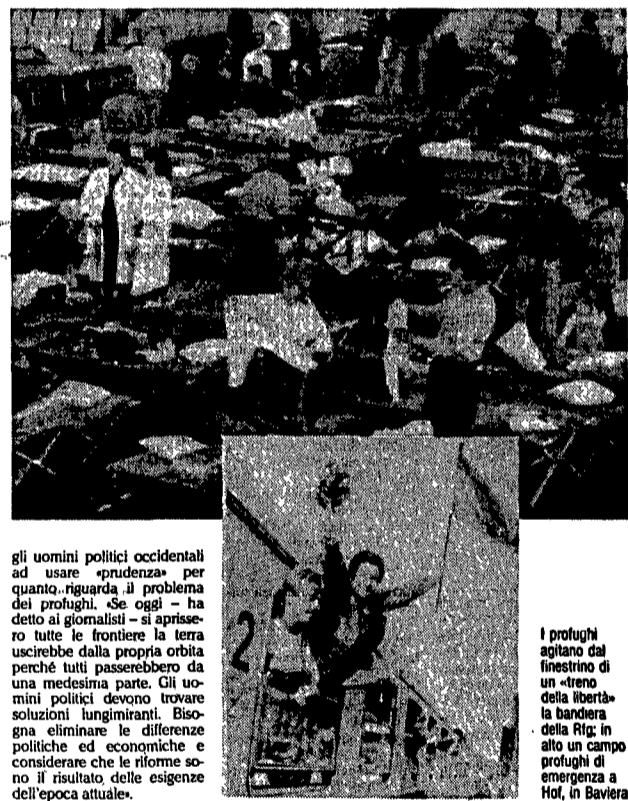 gli uomini politici occidentali
ad usare «prudenza» per
quanto riguarda il problema
dei profughi. «Se oggi – ha
detto ai giornalisti – si aprisse-
ro tutte le frontiere la terra
uscirebbe dalla propria orbita
perché tutti passerebbero da
una medesima parte. Gli uo-
mini politici devono trovare
soluzioni lungimiranti. Biso-
gna eliminare le differenze
politiche ed economiche e
considerare che le riforme so-
no il risultato delle esigenze
dell'epoca attuale».
2
I profughi
agitano dal
finestrino di
un «treno
della libertà»
la bandiera
della Rfg; in
alto un campo
profughi di
emergenza a
Hof, in Baviera